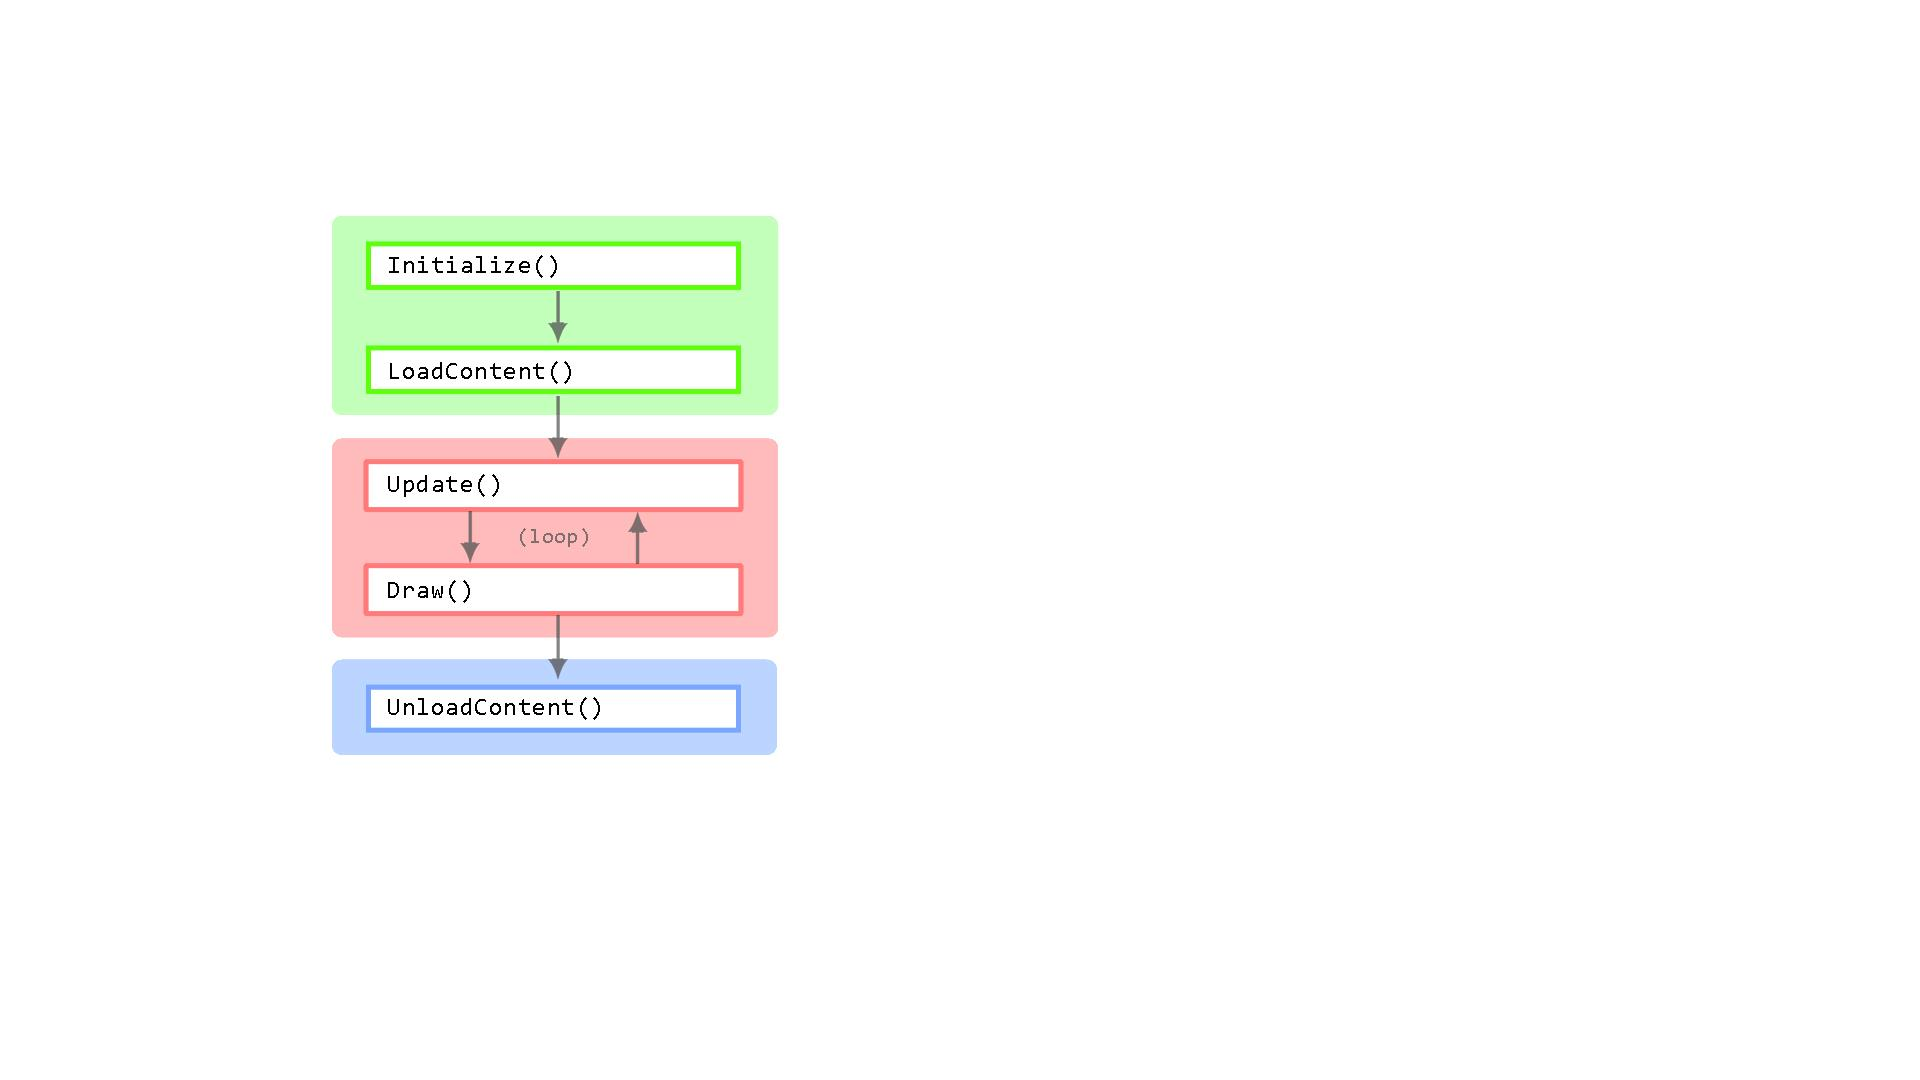 Initialize()
LoadContent()
Update()
(loop)
Draw()
UnloadContent()